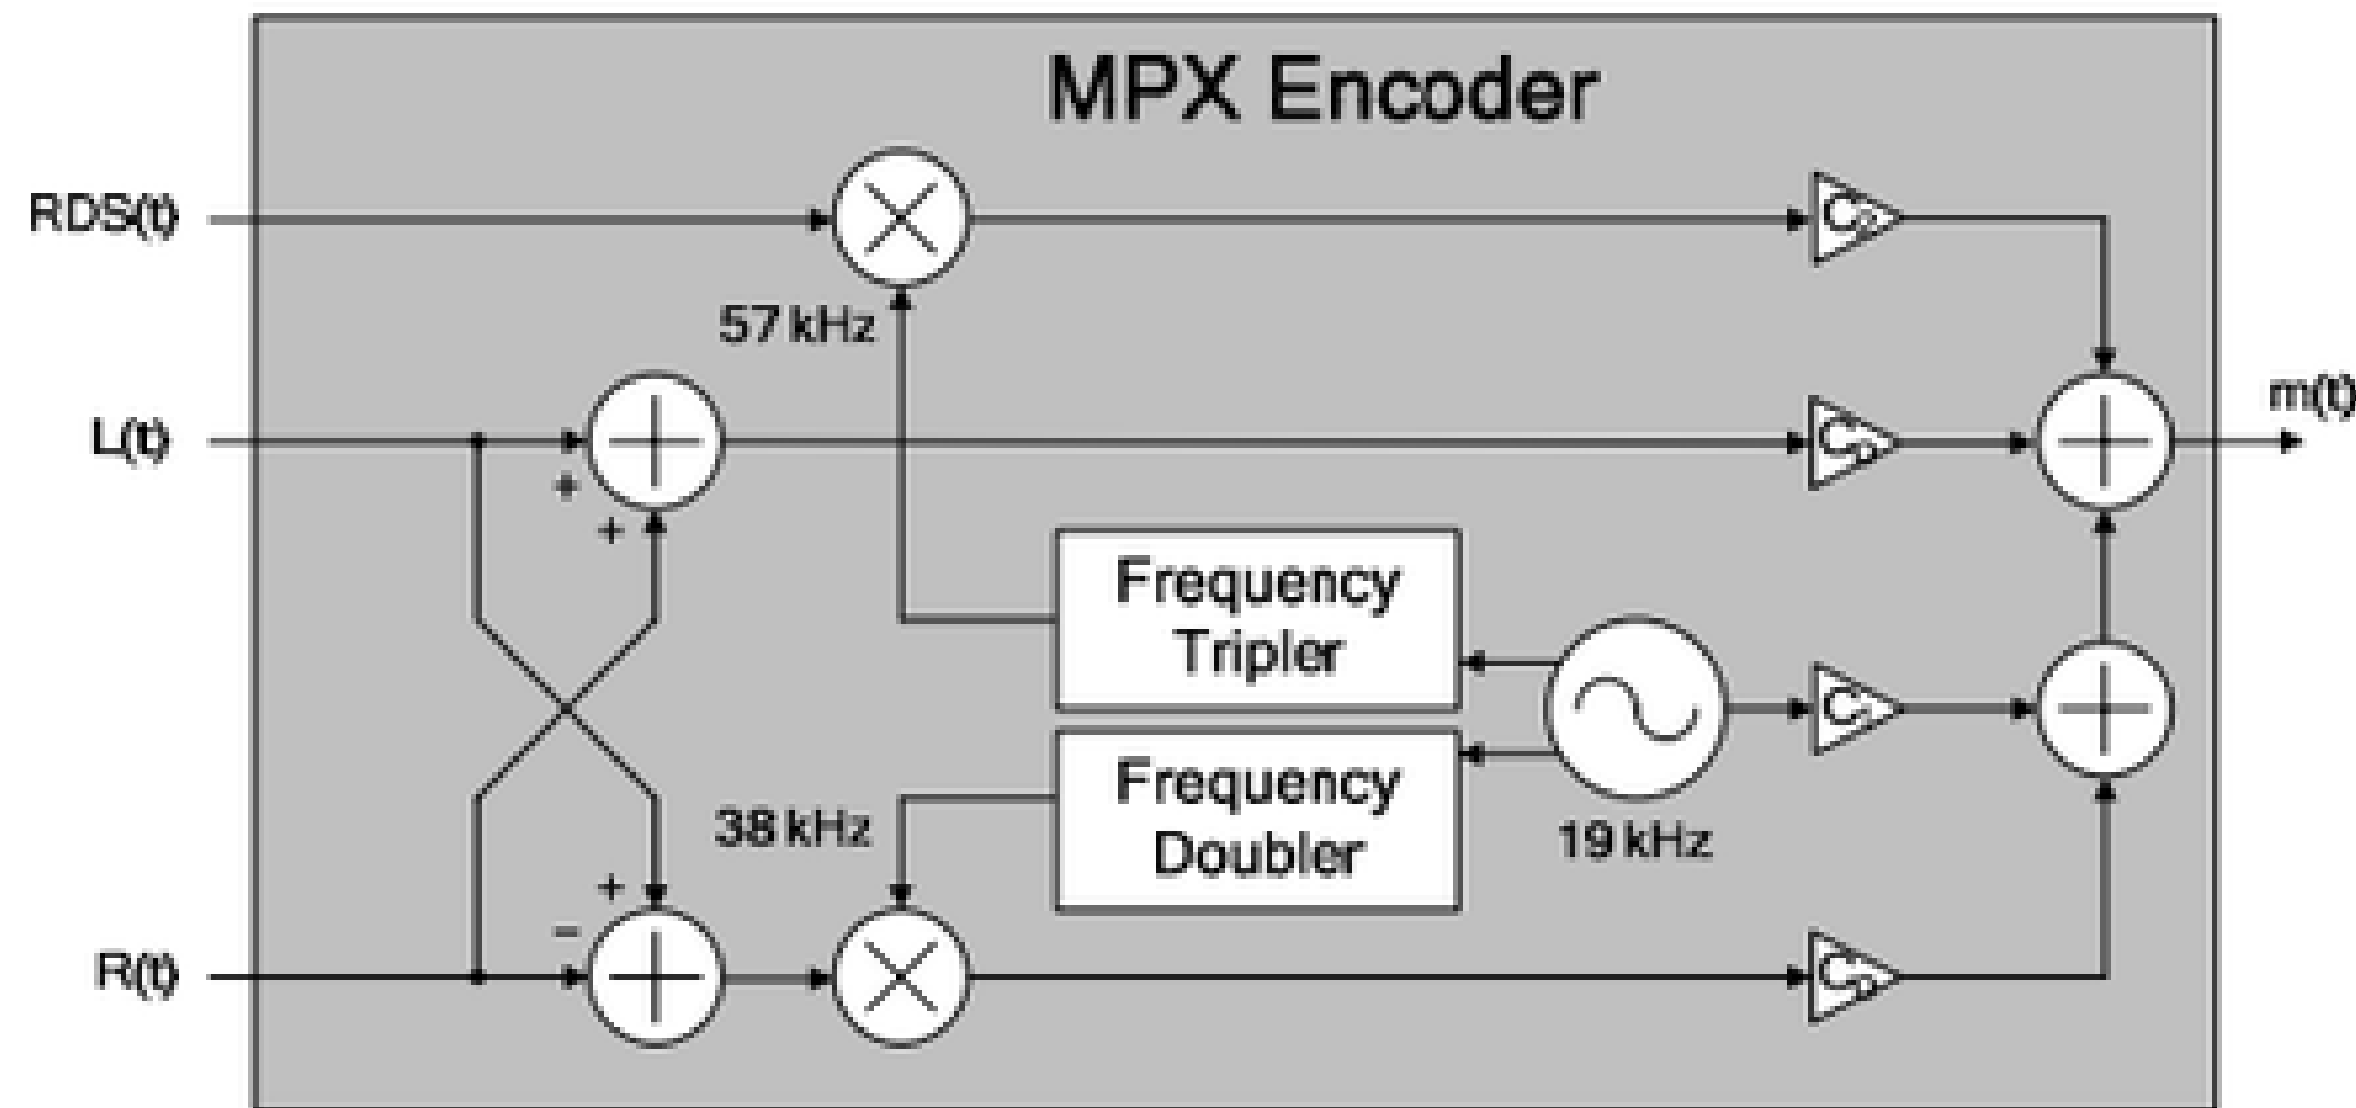 MPX Encoder
RDS(t)
57 kHz
L(t)
+
+
m(t)
Frequency
Tripler
Frequency
Doubler
19 kHz
38 kHz
+
−
R(t)